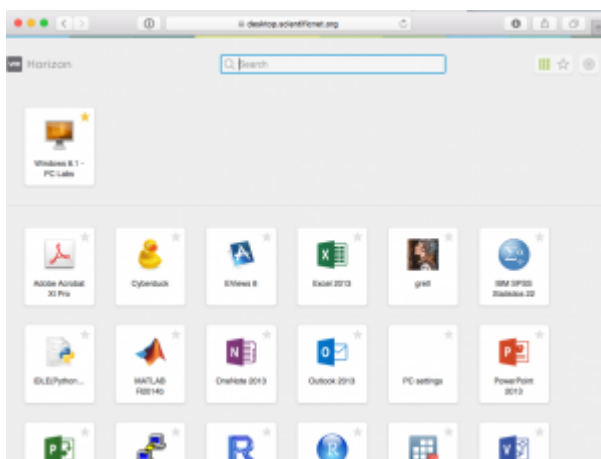 desktop.scientificnet.org
vm Horizon
Search
Windows 8.1 -
PC Labs
Adobe Acrobat
XI Pro
Cyberduck
EViews 8
Excel 2013
gretl
IBM SPSS
Statistics 22
IDLE(Python...
MATLAB
R2014b
OneNote 2013
Outlook 2013
PC settings
PowerPoint
2013